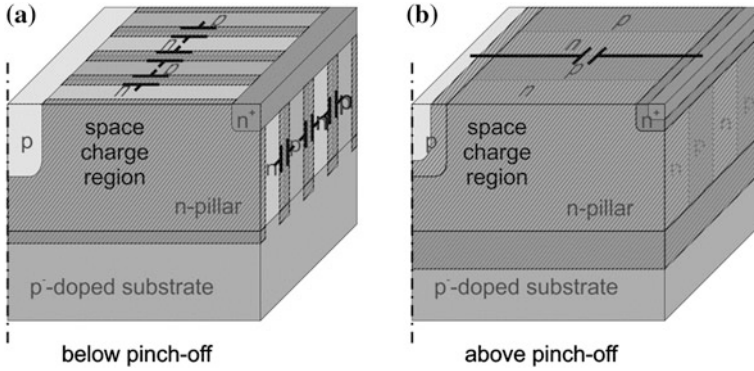 (a)
p
n
p
n
p
n⁺
space
charge
region
n
p
n
p
n-pillar
p⁻-doped substrate
below pinch-off
(b)
p
n
p
n
p
n⁺
space
charge
region
n
p
n
p
n-pillar
p⁻-doped substrate
above pinch-off